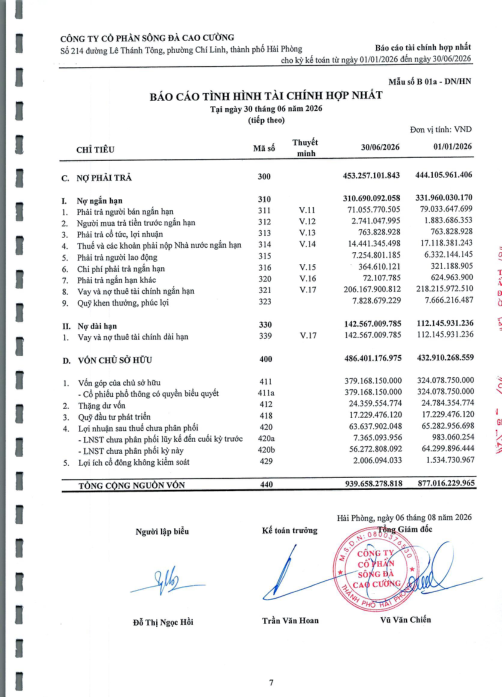 CÔNG TY CỔ PHẦN SÔNG ĐÀ CAO CƯỜNG
Số 214 đường Lê Thánh Tông, phường Chí Linh, thành phố Hải Phòng
Báo cáo tài chính hợp nhất
cho kỳ kế toán từ ngày 01/01/2026 đến ngày 30/06/2026
Mẫu số B 01a - DN/HN
BÁO CÁO TÌNH HÌNH TÀI CHÍNH HỢP NHẤT
Tại ngày 30 tháng 06 năm 2026
(tiếp theo)
Đơn vị tính: VND
CHỈ TIÊU Mã số Thuyết minh 30/06/2026 01/01/2026
C. NỢ PHẢI TRẢ 300 453.257.101.843 444.105.961.406
I. Nợ ngắn hạn 310 310.690.092.058 331.960.030.170
1. Phải trả người bán ngắn hạn 311 V.11 71.055.770.505 79.033.647.699
2. Người mua trả tiền trước ngắn hạn 312 V.12 2.741.047.995 1.883.686.353
3. Phải trả cổ tức, lợi nhuận 313 V.13 763.828.928 763.828.928
4. Thuế và các khoản phải nộp Nhà nước ngắn hạn 314 V.14 14.441.345.498 17.118.381.243
5. Phải trả người lao động 315 7.254.801.185 6.332.144.145
6. Chi phí phải trả ngắn hạn 316 V.15 364.610.121 321.188.905
7. Phải trả ngắn hạn khác 320 V.16 72.107.785 624.963.900
8. Vay và nợ thuê tài chính ngắn hạn 321 V.17 206.167.900.812 218.215.972.510
9. Quỹ khen thưởng, phúc lợi 323 7.828.679.229 7.666.216.487
II. Nợ dài hạn 330 142.567.009.785 112.145.931.236
1. Vay và nợ thuê tài chính dài hạn 339 V.17 142.567.009.785 112.145.931.236
D. VỐN CHỦ SỞ HỮU 400 486.401.176.975 432.910.268.559
1. Vốn góp của chủ sở hữu 411 379.168.150.000 324.078.750.000
- Cổ phiếu phổ thông có quyền biểu quyết 411a 379.168.150.000 324.078.750.000
2. Thặng dư vốn 412 24.359.554.774 24.784.354.774
3. Quỹ đầu tư phát triển 418 17.229.476.120 17.229.476.120
4. Lợi nhuận sau thuế chưa phân phối 420 63.637.902.048 65.282.956.698
- LNST chưa phân phối lũy kế đến cuối kỳ trước 420a 7.365.093.956 983.060.254
- LNST chưa phân phối kỳ này 420b 56.272.808.092 64.299.896.444
5. Lợi ích cổ đông không kiểm soát 429 2.006.094.033 1.534.730.967
TỔNG CỘNG NGUỒN VỐN 440 939.658.278.818 877.016.229.965
Hải Phòng, ngày 06 tháng 08 năm 2026
Người lập biểu Kế toán trưởng Tổng Giám đốc
CÔNG TY
CỔ PHẦN
SÔNG ĐÀ
CAO CƯỜNG
Đỗ Thị Ngọc Hồi Trần Văn Hoan Vũ Văn Chiến
7